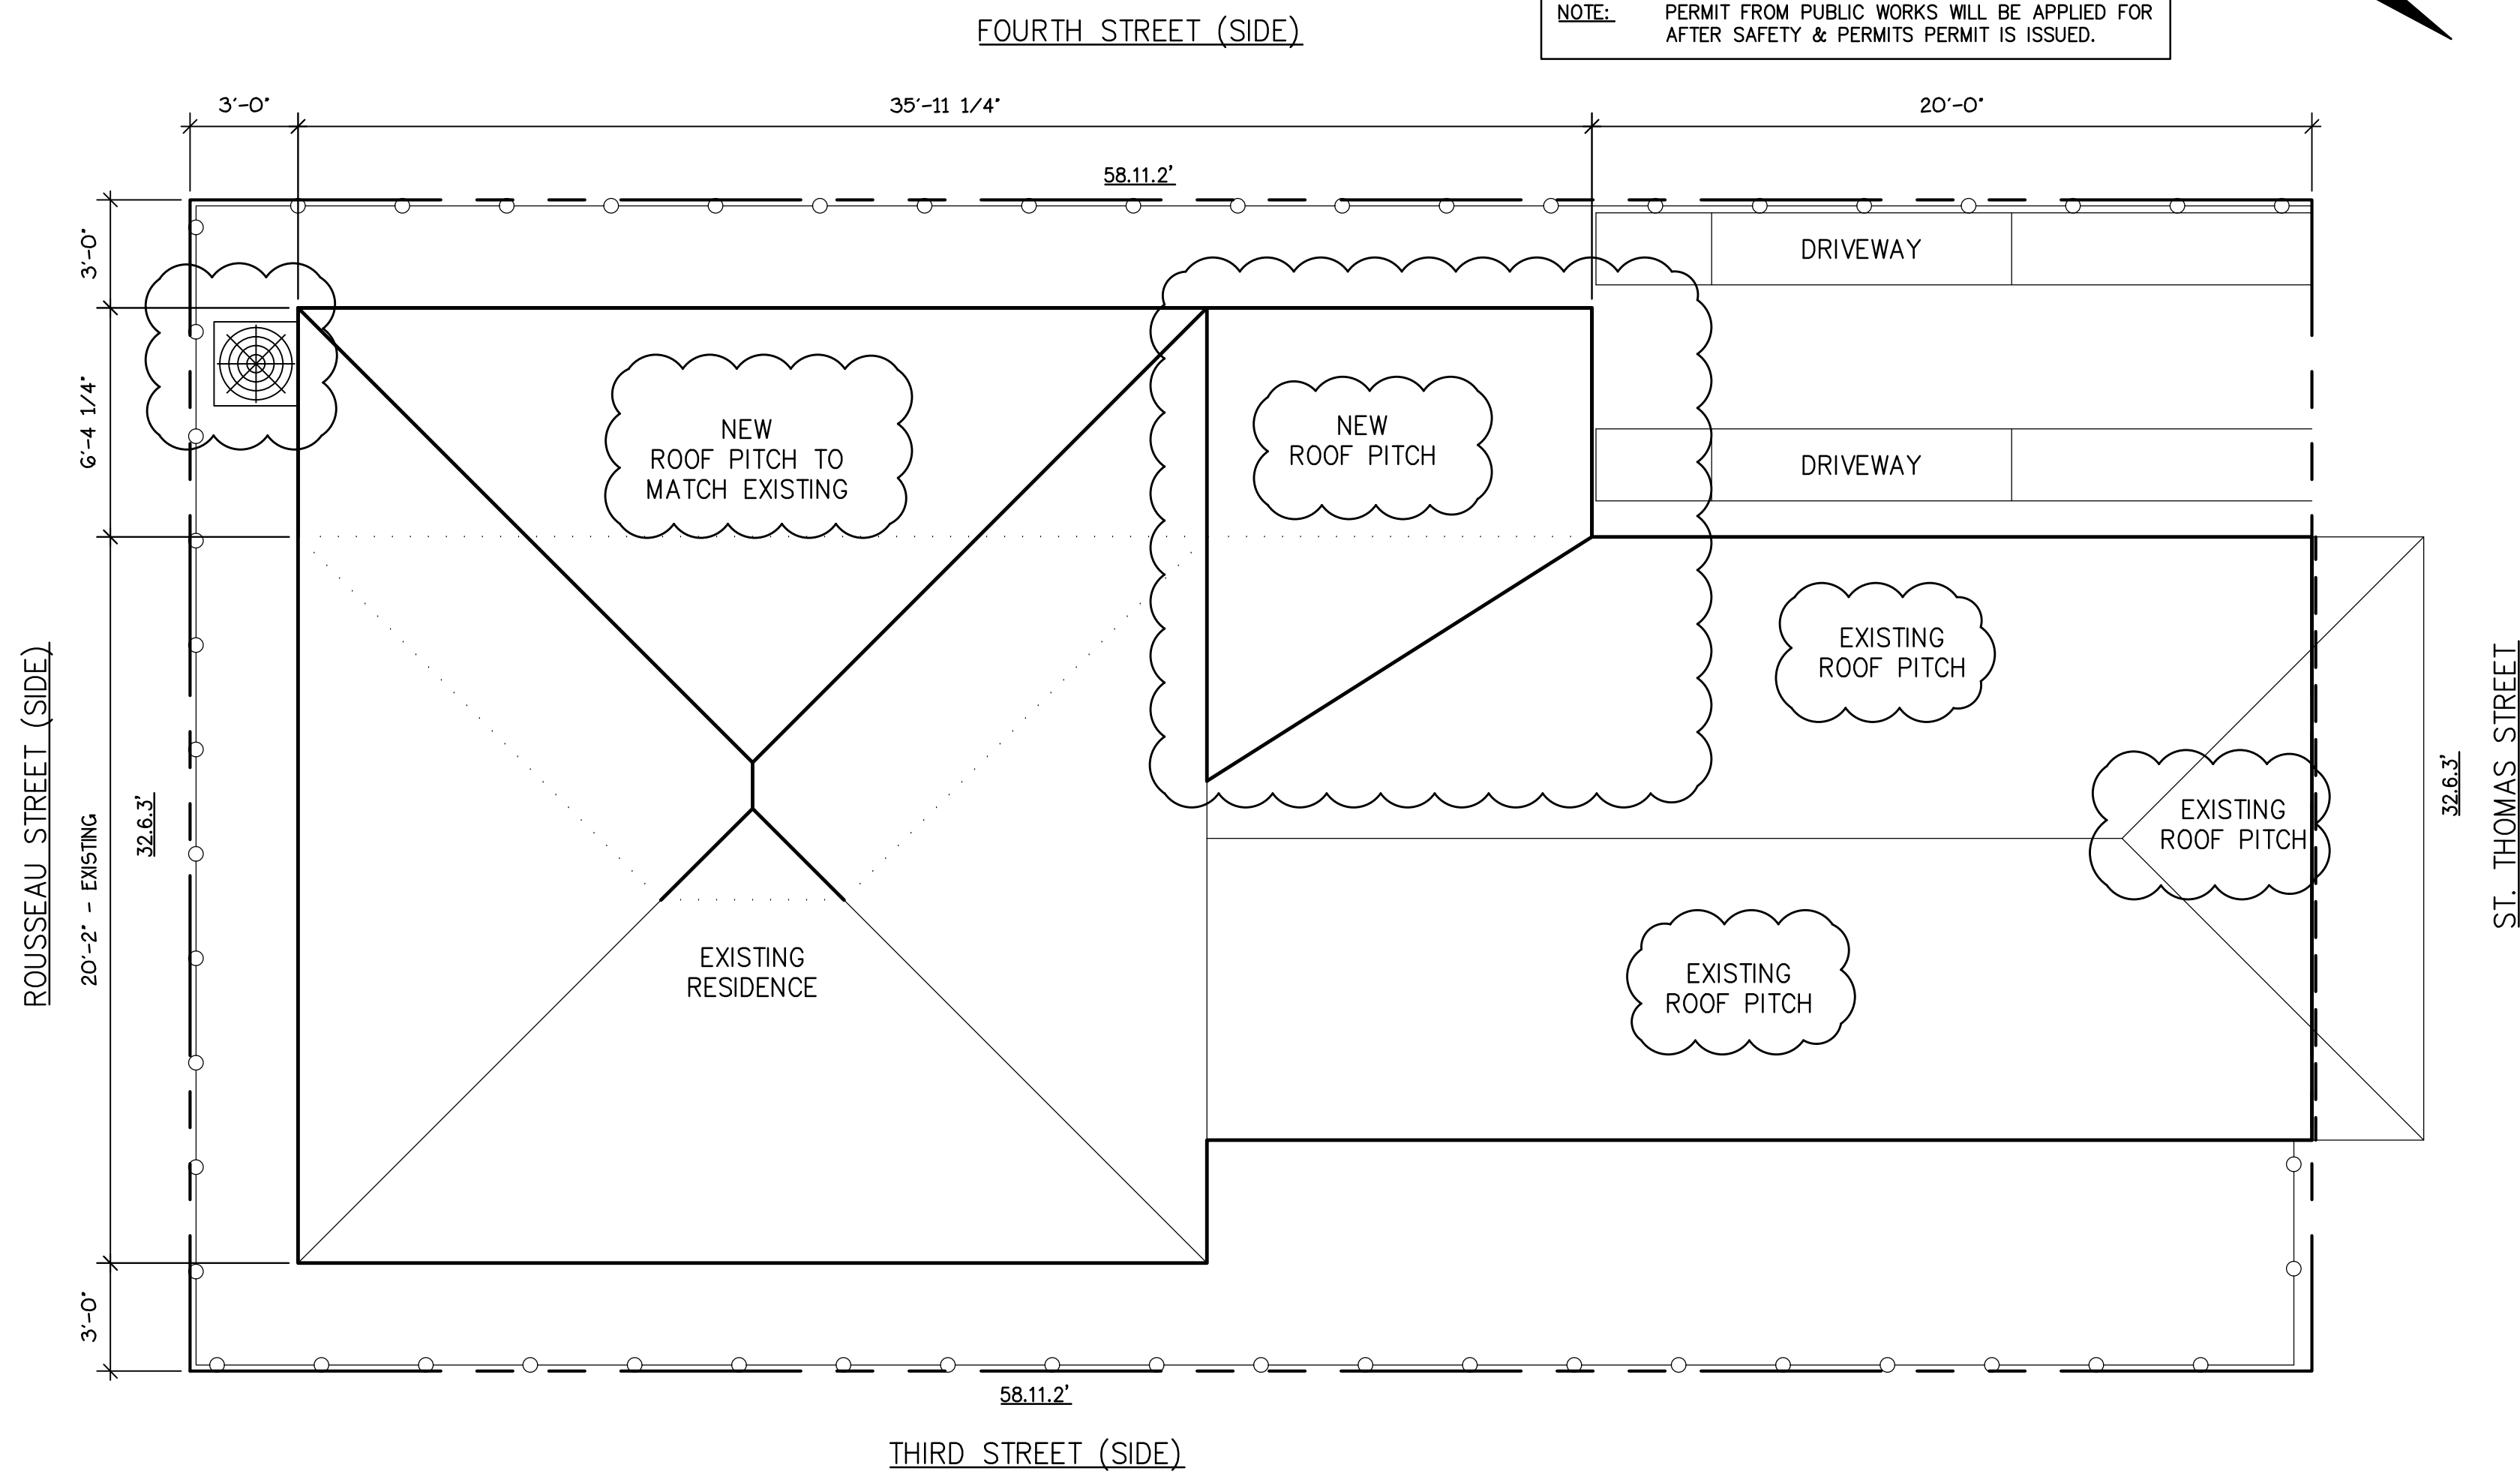 FOURTH STREET (SIDE)
NOTE: PERMIT FROM PUBLIC WORKS WILL BE APPLIED FOR
AFTER SAFETY & PERMITS PERMIT IS ISSUED.
3'-0"
35'-11 1/4"
20'-0"
58.11.2'
3'-0"
6'-4 1/4"
20'-2" - EXISTING
3'-0"
32.6.3'
ROUSSEAU STREET (SIDE)
DRIVEWAY
DRIVEWAY
NEW
ROOF PITCH TO
MATCH EXISTING
NEW
ROOF PITCH
EXISTING
ROOF PITCH
EXISTING
ROOF PITCH
EXISTING
ROOF PITCH
EXISTING
RESIDENCE
32.6.3'
ST. THOMAS STREET
58.11.2'
THIRD STREET (SIDE)